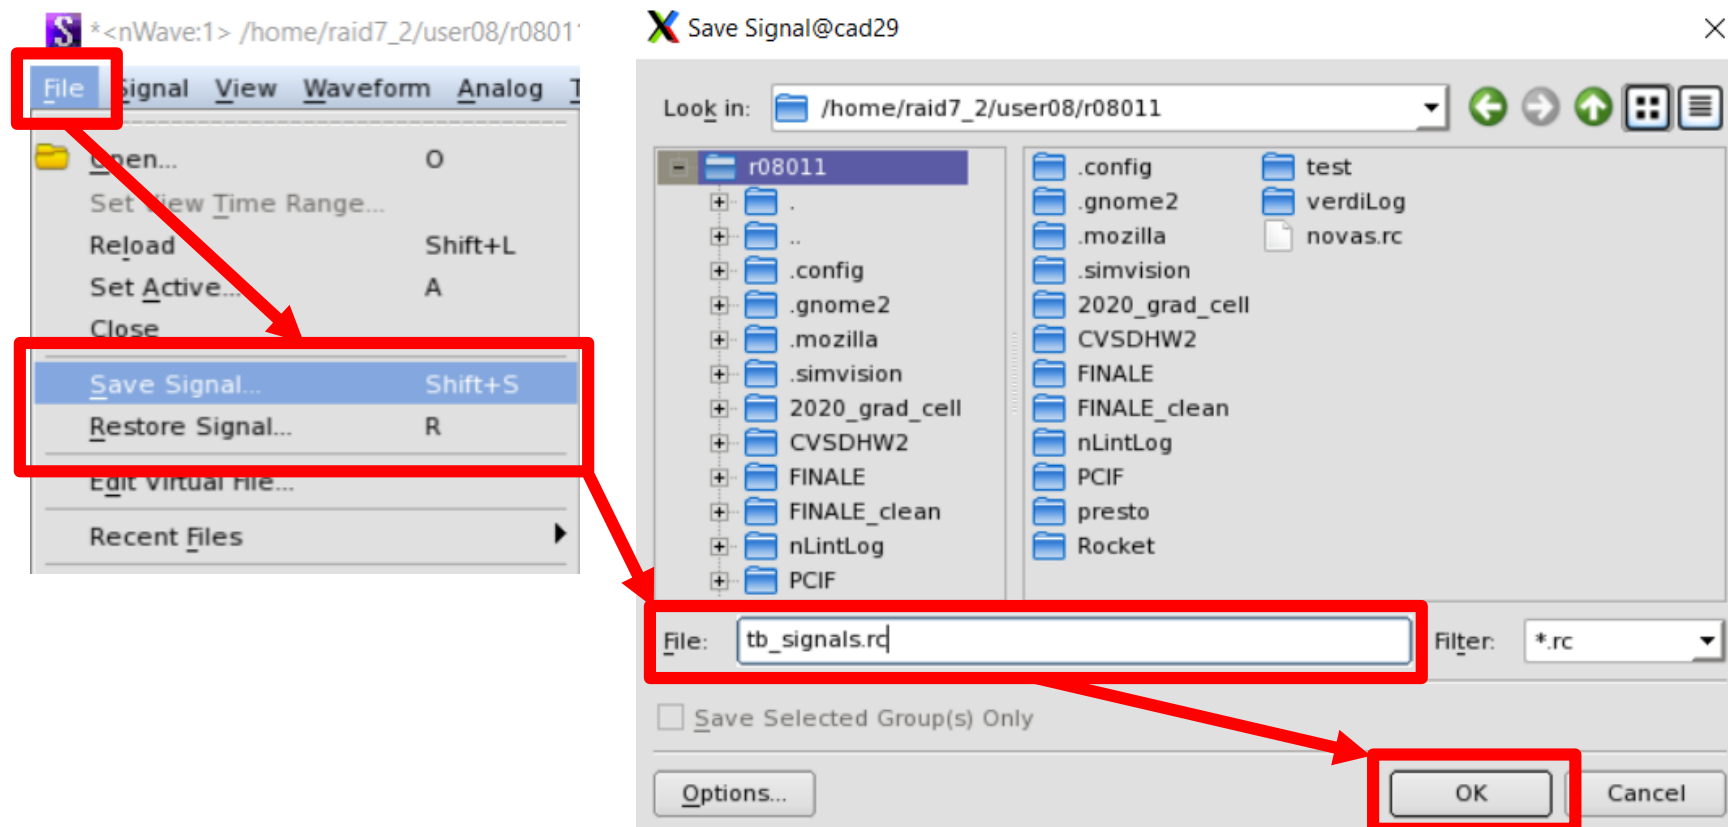 *<nWave:1> /home/raid7_2/user08/r0801
File Signal View Waveform Analog
Open... O
Set View Time Range...
Reload Shift+L
Set Active... A
Close
Save Signal... Shift+S
Restore Signal... R
Edit Virtual File...
Recent Files
Save Signal@cad29
Look in: /home/raid7_2/user08/r08011
r08011
.
..
.config
.gnome2
.mozilla
.simvision
2020_grad_cell
CVSDHW2
FINALE
FINALE_clean
nLintLog
PCIF
.config
.gnome2
.mozilla
.simvision
2020_grad_cell
CVSDHW2
FINALE
FINALE_clean
nLintLog
PCIF
presto
Rocket
test
verdiLog
novas.rc
File: tb_signals.rc Filter: *.rc
Save Selected Group(s) Only
Options... OK Cancel